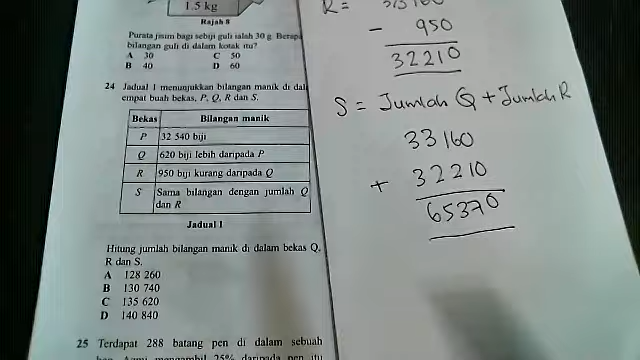 1.5 kg
Rajah 8
Purata jisim bagi sebiji guli ialah 30 g.
bilangan guli di dalam kotak itu?
A 30 C 50
B 40 D 60
24 Jadual 1 menunjukkan bilangan manik di
empat buah bekas, P, Q, R dan S.
Bekas Bilangan manik
P 32 540 biji
Q 620 biji lebih daripada P
R 950 biji kurang daripada Q
S Sama bilangan dengan jumlah Q
dan R
Jadual 1
Hitung jumlah bilangan manik di dalam bekas Q,
R dan S.
A 128 260
B 130 740
C 135 620
D 140 840
25 Terdapat 288 batang pen di dalam sebuah
25% daripada pen itu
R =
- 950
32210
S = Jumlah Q + Jumlah R
33160
+ 32210
65370